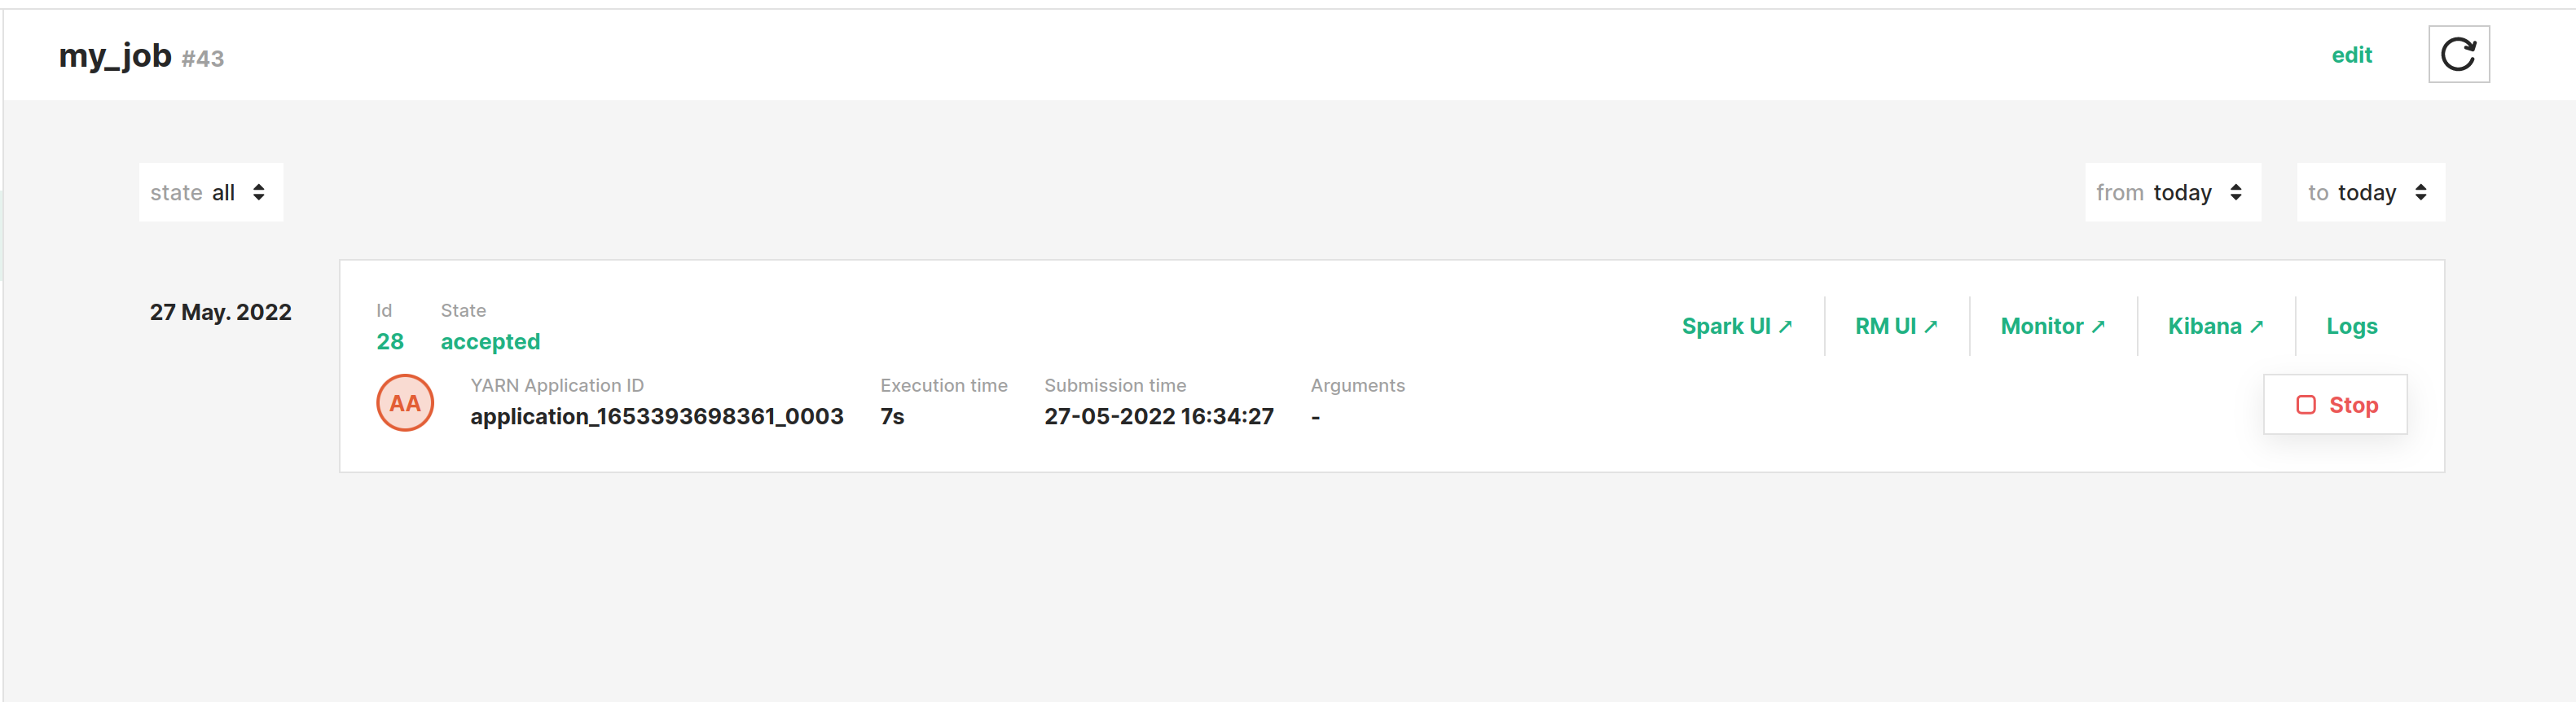 my_job #43 edit
state all from today to today
27 May. 2022
Id State
28 accepted
Spark UI ↗ RM UI ↗ Monitor ↗ Kibana ↗ Logs
AA
YARN Application ID Execution time Submission time Arguments
application_1653393698361_0003 7s 27-05-2022 16:34:27 -
Stop